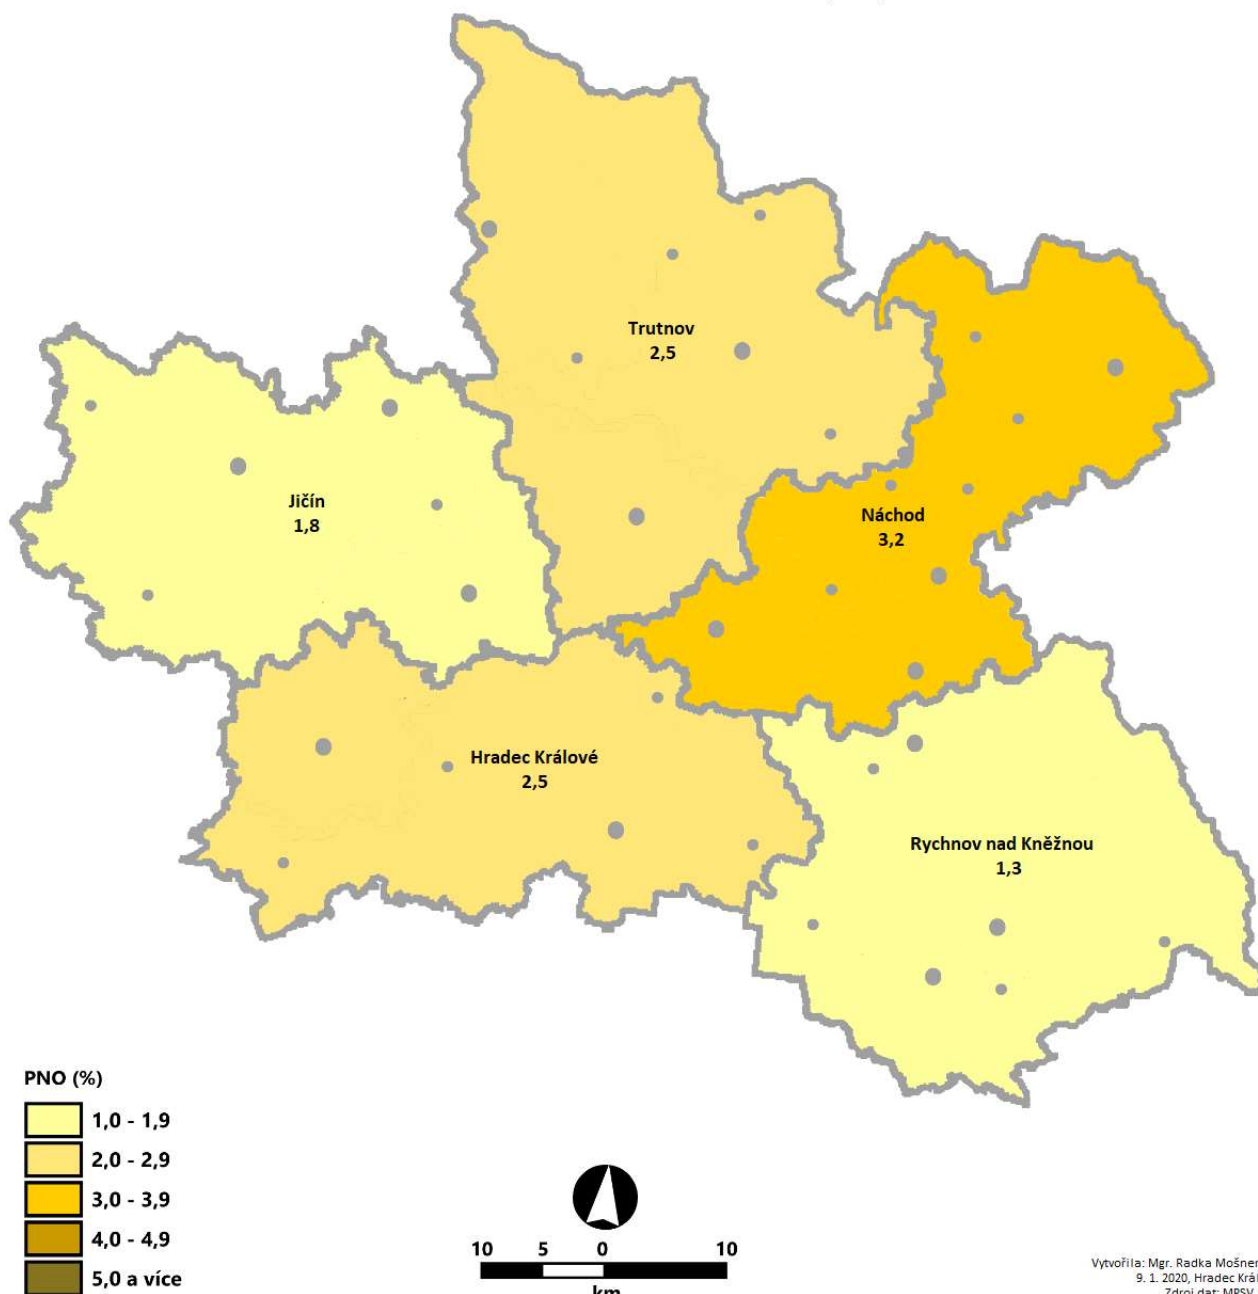 Trutnov
2,5
Jičín
1,8
Náchod
3,2
Hradec Králové
2,5
Rychnov nad Kněžnou
1,3
PNO (%)
1,0 - 1,9
2,0 - 2,9
3,0 - 3,9
4,0 - 4,9
5,0 a více
10 5 0 10
km
Vytvořila: Mgr. Radka Mošner
9. 1. 2020, Hradec Král
Zdroj dat: MPSV